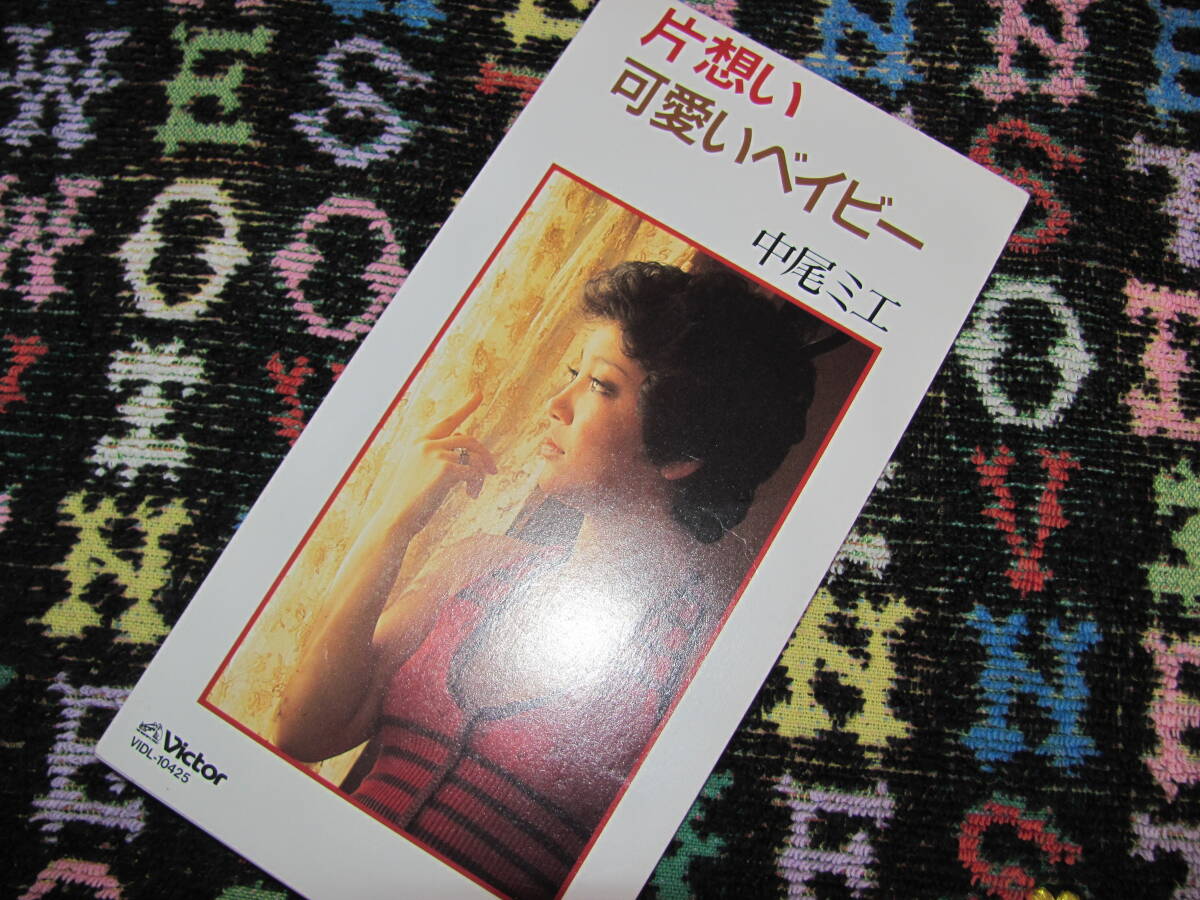 片想い
可愛いベイビー
中尾ミエ
Victor
VIDL-10425